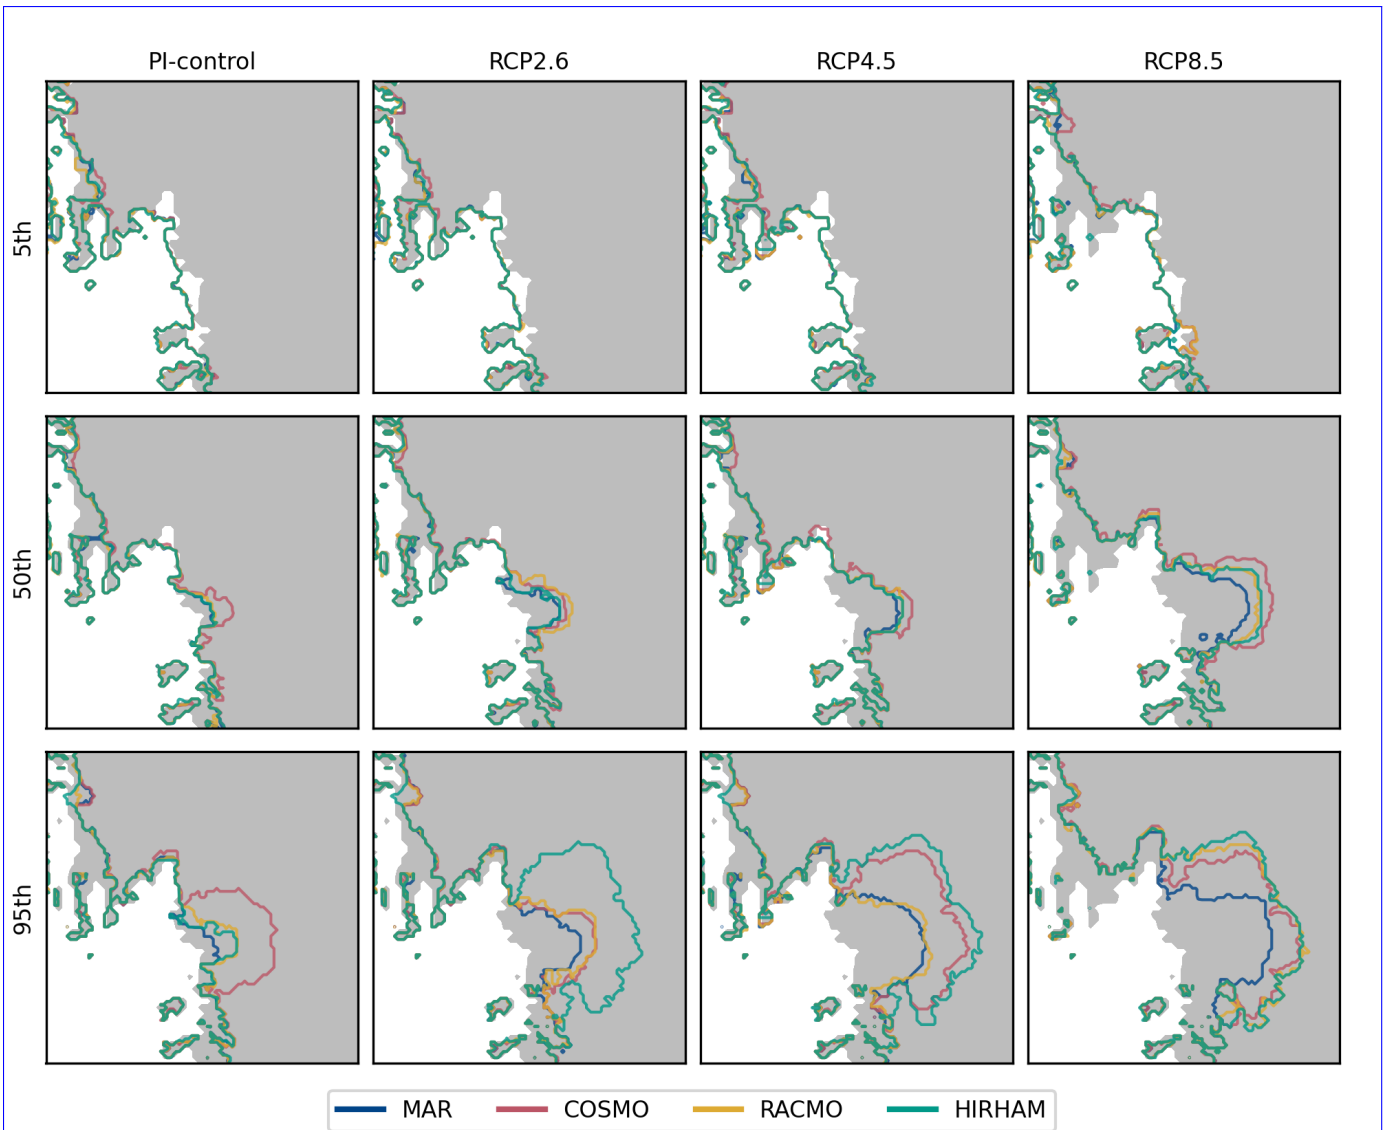 PI-control RCP2.6 RCP4.5 RCP8.5
5th
50th
95th
MAR COSMO RACMO HIRHAM